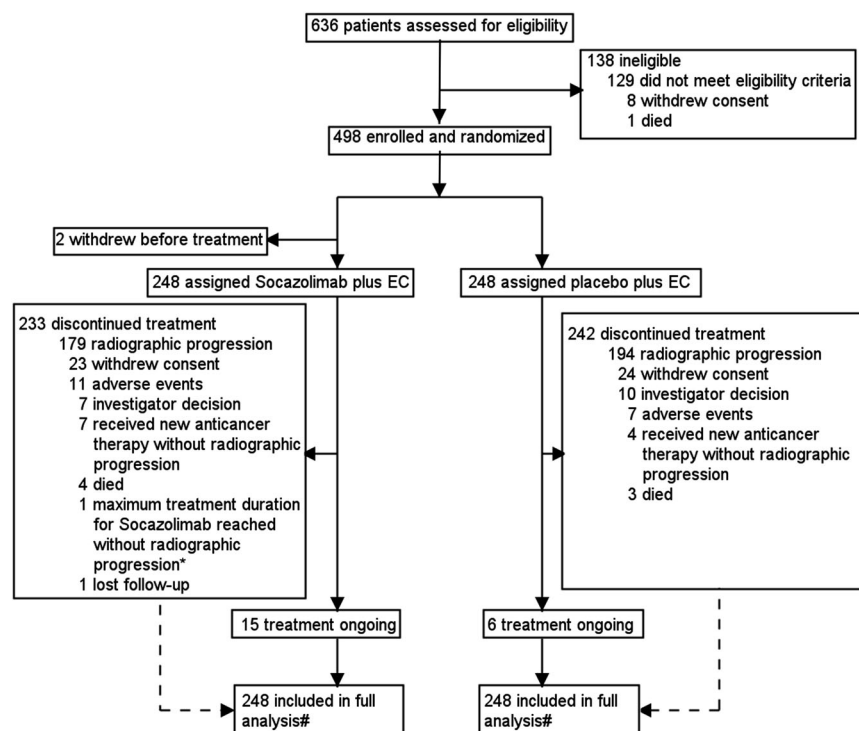 636 patients assessed for eligibility
138 ineligible
129 did not meet eligibility criteria
8 withdrew consent
1 died
498 enrolled and randomized
2 withdrew before treatment
248 assigned Socazolimab plus EC
248 assigned placebo plus EC
233 discontinued treatment
179 radiographic progression
23 withdrew consent
11 adverse events
7 investigator decision
7 received new anticancer
therapy without radiographic
progression
4 died
1 maximum treatment duration
for Socazolimab reached
without radiographic
progression*
1 lost follow-up
242 discontinued treatment
194 radiographic progression
24 withdrew consent
10 investigator decision
7 adverse events
4 received new anticancer
therapy without radiographic
progression
3 died
15 treatment ongoing
6 treatment ongoing
248 included in full
analysis#
248 included in full
analysis#